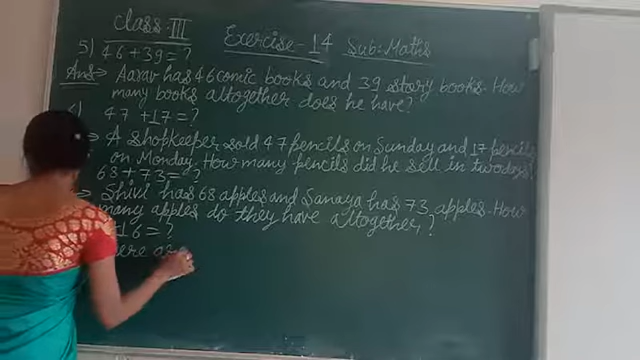 Class-III Exercise-14 Sub: Maths
5) 46+39=?
Ans> Aarav has 46 comic books and 39 story books. How
many books altogether does he have?
6) 47+17=?
> A shopkeeper sold 47 pencils on Sunday and 17 pencils
on Monday. How many pencils did he sell in two days?
68+73=?
> Shivi has 68 apples and Sanaya has 73 apples. How
many apples do they have altogether?
16=?